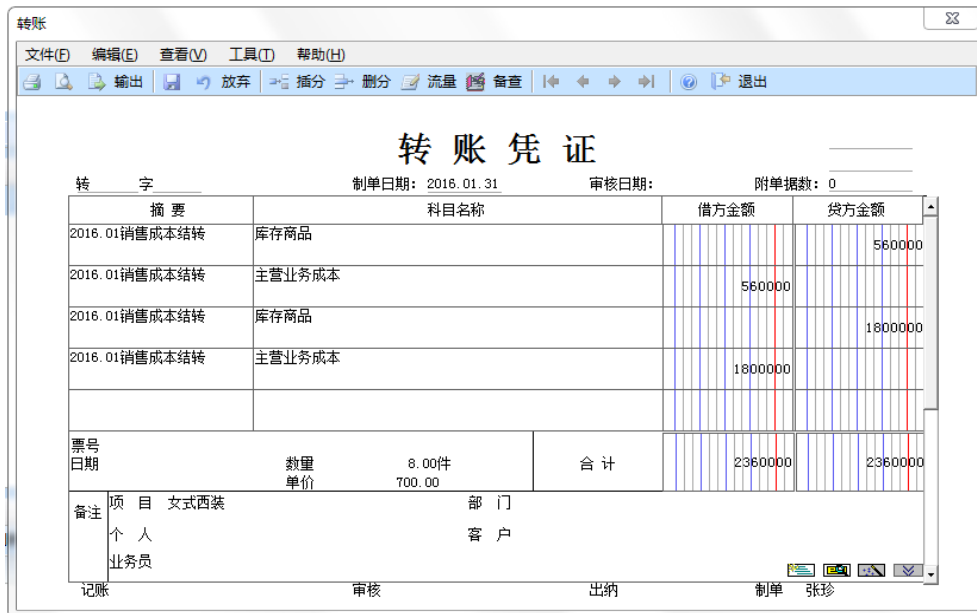 转账
文件(F) 编辑(E) 查看(V) 工具(T) 帮助(H)
输出 放弃 插分 删分 流量 备查 退出
转 账 凭 证
转 字 制单日期: 2016.01.31 审核日期: 附单据数: 0
摘 要 科目名称 借方金额 贷方金额
2016.01销售成本结转 库存商品 560000
2016.01销售成本结转 主营业务成本 560000
2016.01销售成本结转 库存商品 1800000
2016.01销售成本结转 主营业务成本 1800000
票号
日期 数量 8.00件 合 计 2360000 2360000
单价 700.00
备注 项 目 女式西装 部 门
个 人 客 户
业务员
记账 审核 出纳 制单 张珍